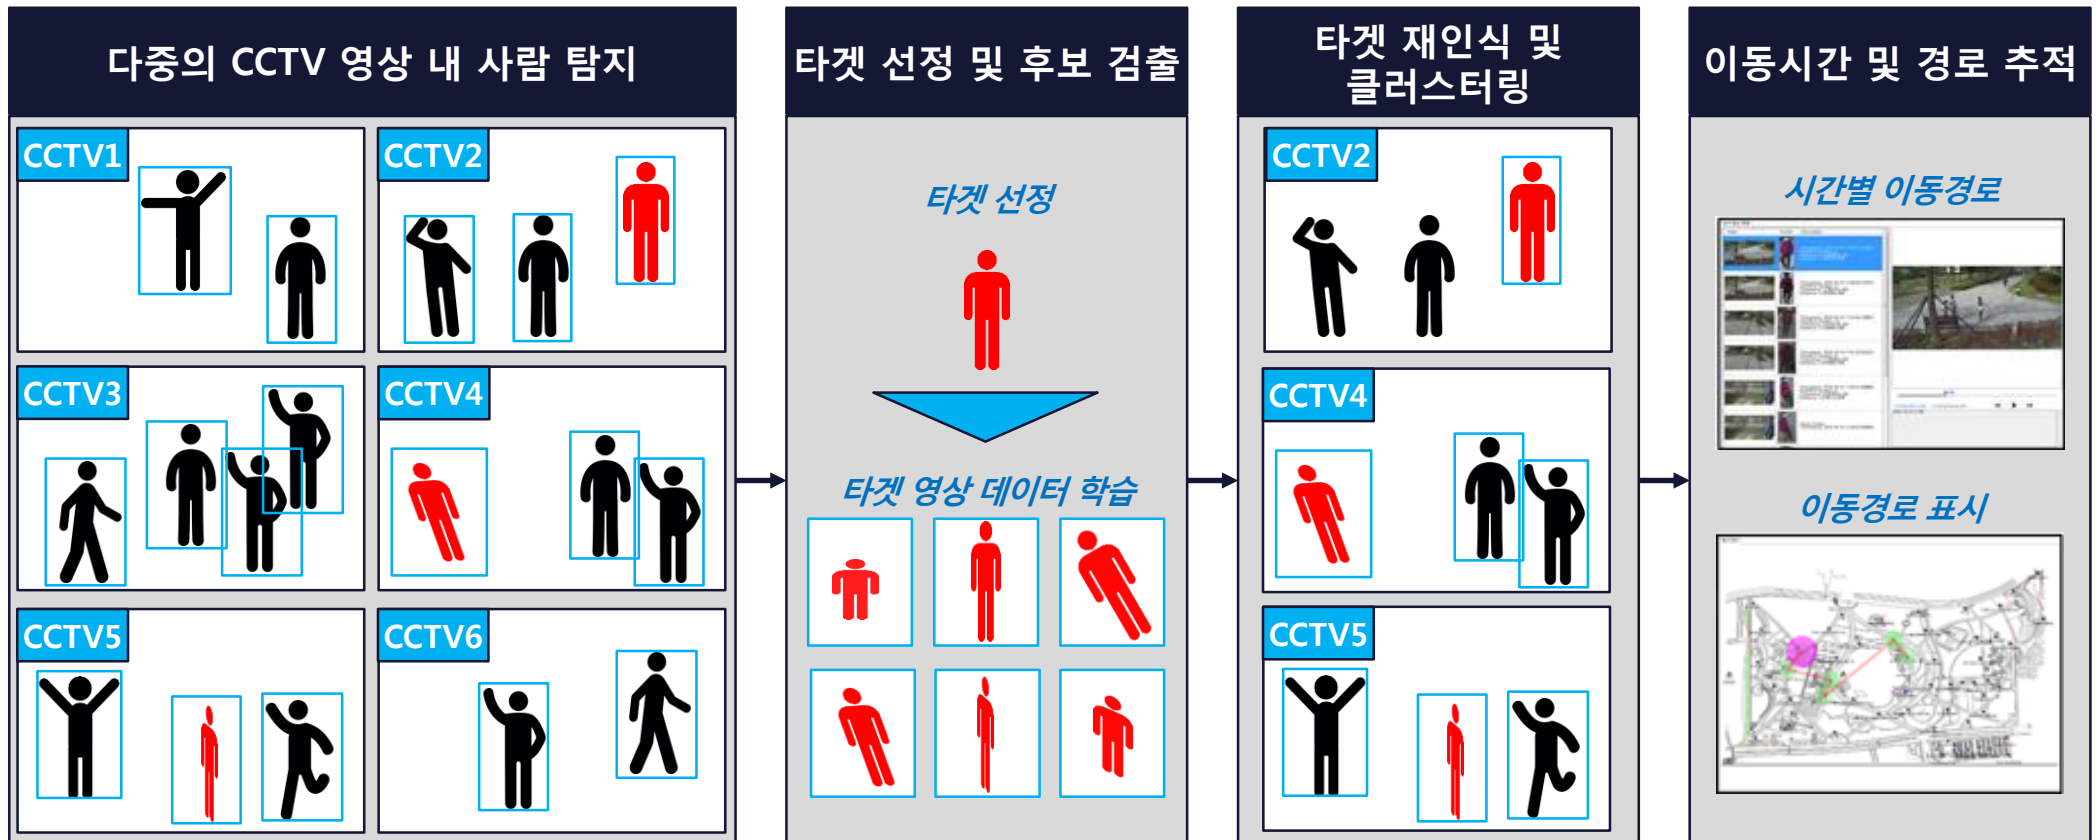 다중의 CCTV 영상 내 사람 탐지
CCTV1
CCTV2
CCTV3
CCTV4
CCTV5
CCTV6
타겟 선정 및 후보 검출
타겟 선정
타겟 영상 데이터 학습
타겟 재인식 및
클러스터링
CCTV2
CCTV4
CCTV5
이동시간 및 경로 추적
시간별 이동경로
이동경로 표시